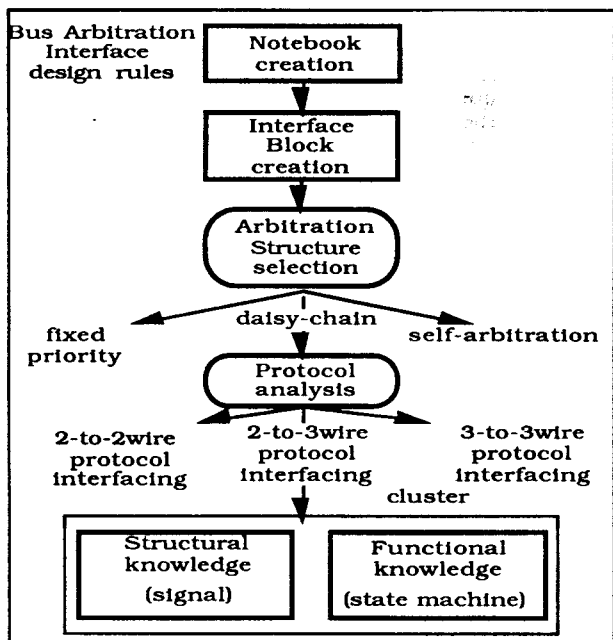 Bus Arbitration
Interface
design rules
Notebook
creation
Interface
Block
creation
Arbitration
Structure
selection
fixed
priority
daisy-chain
self-arbitration
Protocol
analysis
2-to-2wire
protocol
interfacing
2-to-3wire
protocol
interfacing
3-to-3wire
protocol
interfacing
cluster
Structural
knowledge
(signal)
Functional
knowledge
(state machine)